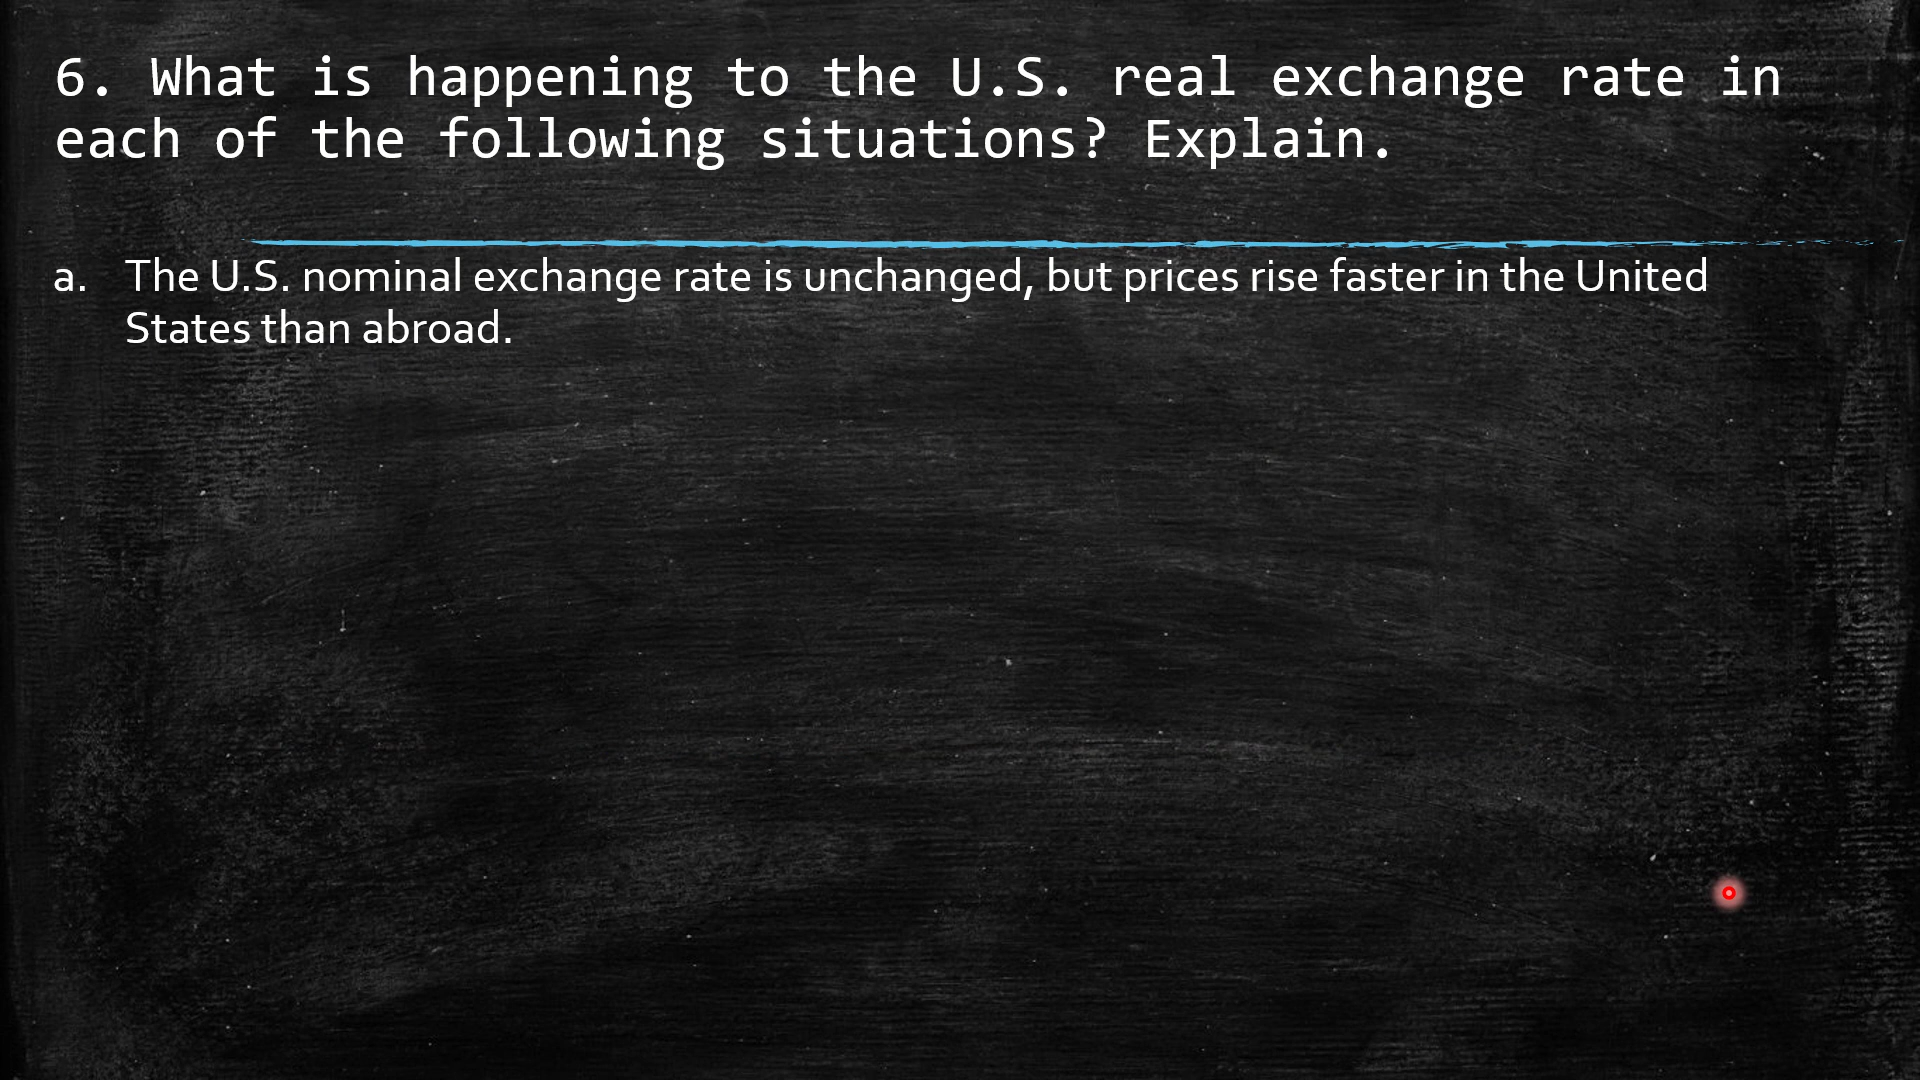 6. What is happening to the U.S. real exchange rate in
each of the following situations? Explain.
a. The U.S. nominal exchange rate is unchanged, but prices rise faster in the United
States than abroad.